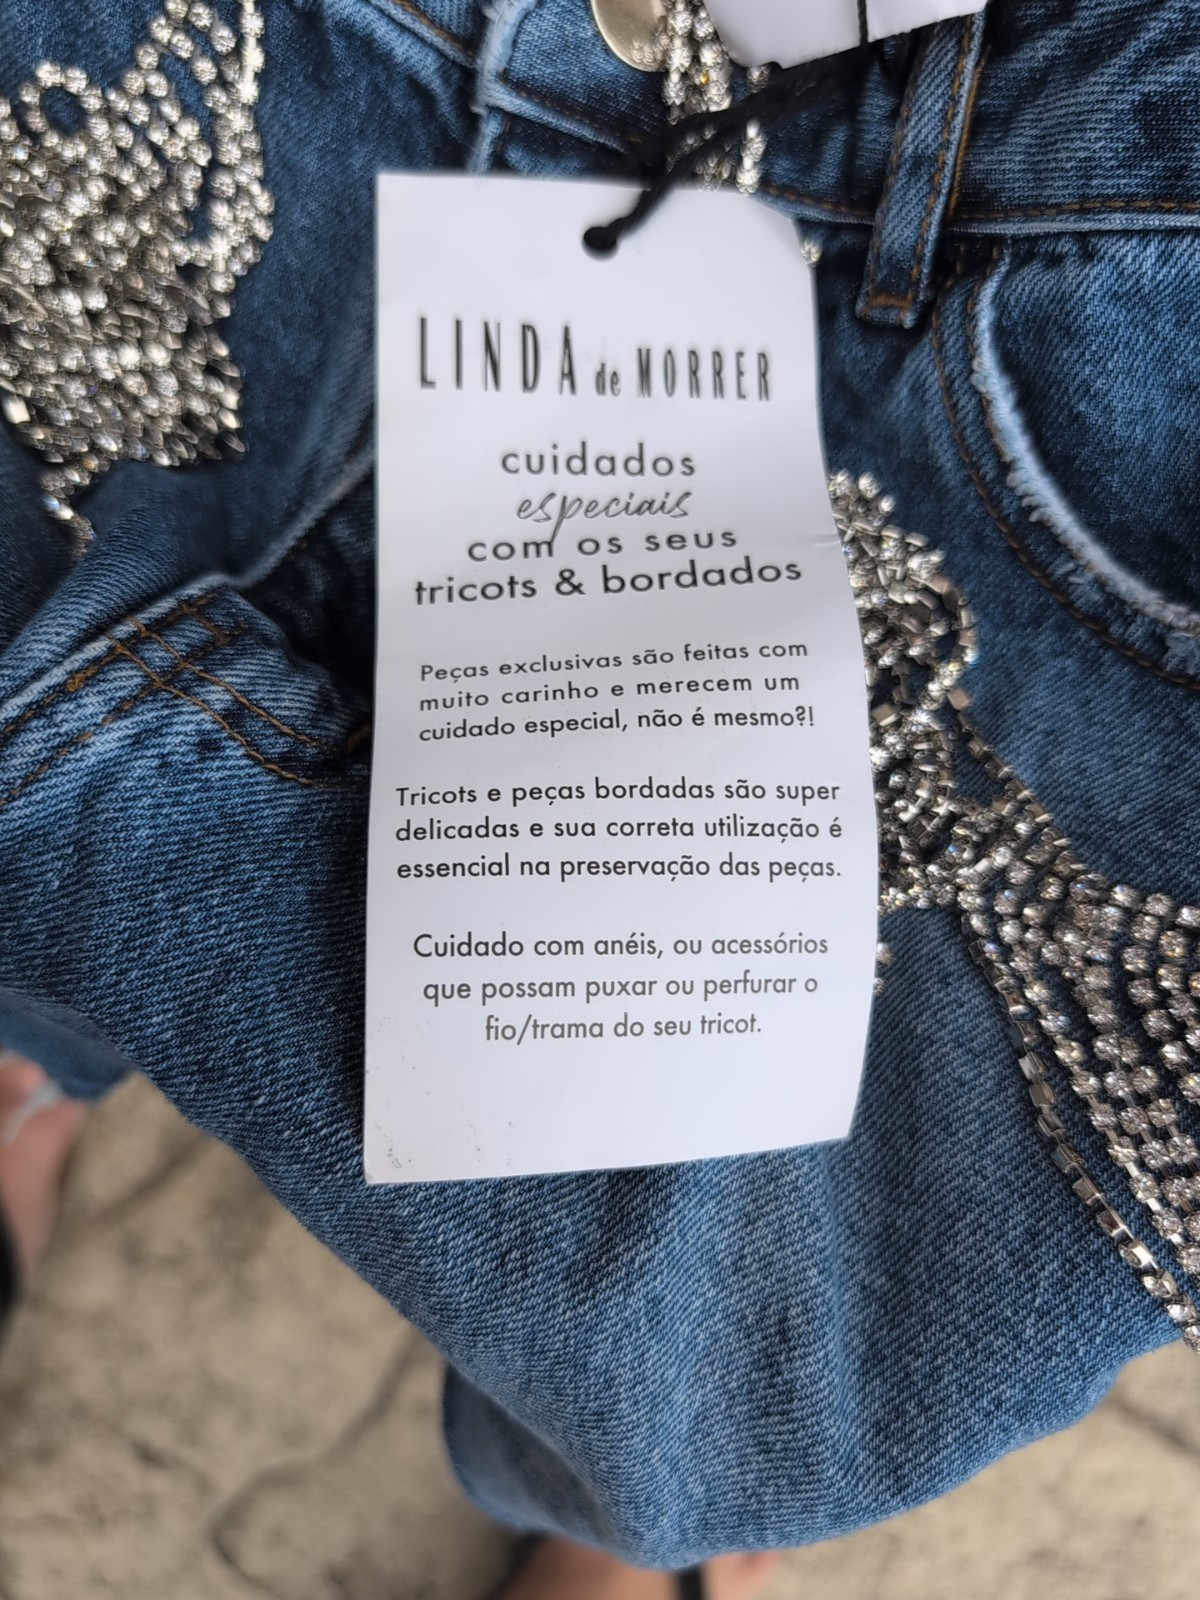 LINDA de MORRER
cuidados
especiais
com os seus
tricots & bordados
Peças exclusivas são feitas com
muito carinho e merecem um
cuidado especial, não é mesmo?!
Tricots e peças bordadas são super
delicadas e sua correta utilização é
essencial na preservação das peças.
Cuidado com anéis, ou acessórios
que possam puxar ou perfurar o
fio/trama do seu tricot.